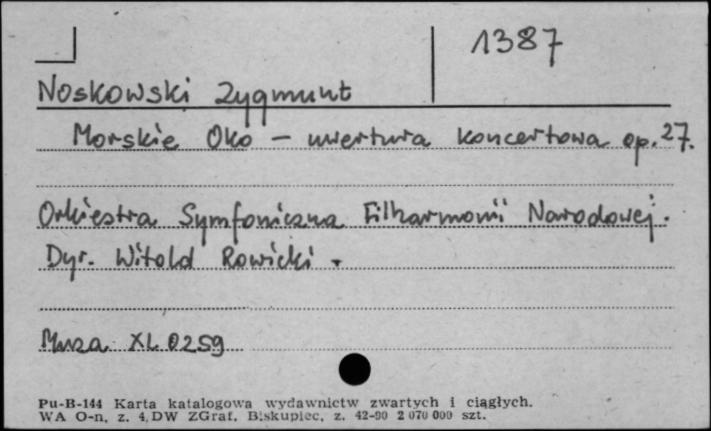 1387
Noskowski Zygmunt
Morskie Oko – uwertura koncertowa op. 27.
Orkiestra Symfoniczna Filharmonii Narodowej.
Dyr. Witold Rowicki.
Muza XL 0259
Pu-B-144 Karta katalogowa wydawnictw zwartych i ciągłych.
WA O-n, z. 4, DW ZGraf. Biskupiec, z. 42-90 2 070 000 szt.